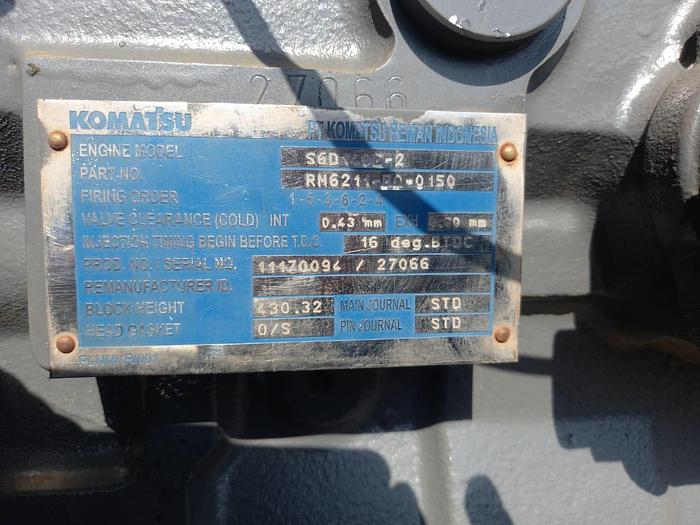 27066
KOMATSU PT KOMATSU REMAN INDONESIA
ENGINE MODEL
PART.NO.
FIRING ORDER 1-5-3-6-2-4
VALVE CLEARANCE (COLD) INT 0.43 mm EXH mm
INJECTION TIMING BEGIN BEFORE T.D.C. 16 deg.BTDC
PROD. NO. / SERIAL NO. 111Z0094 / 27066
REMANUFACTURER ID.
BLOCK HEIGHT 430.32 MAIN JOURNAL STD
HEAD GASKET O/S PIN JOURNAL STD